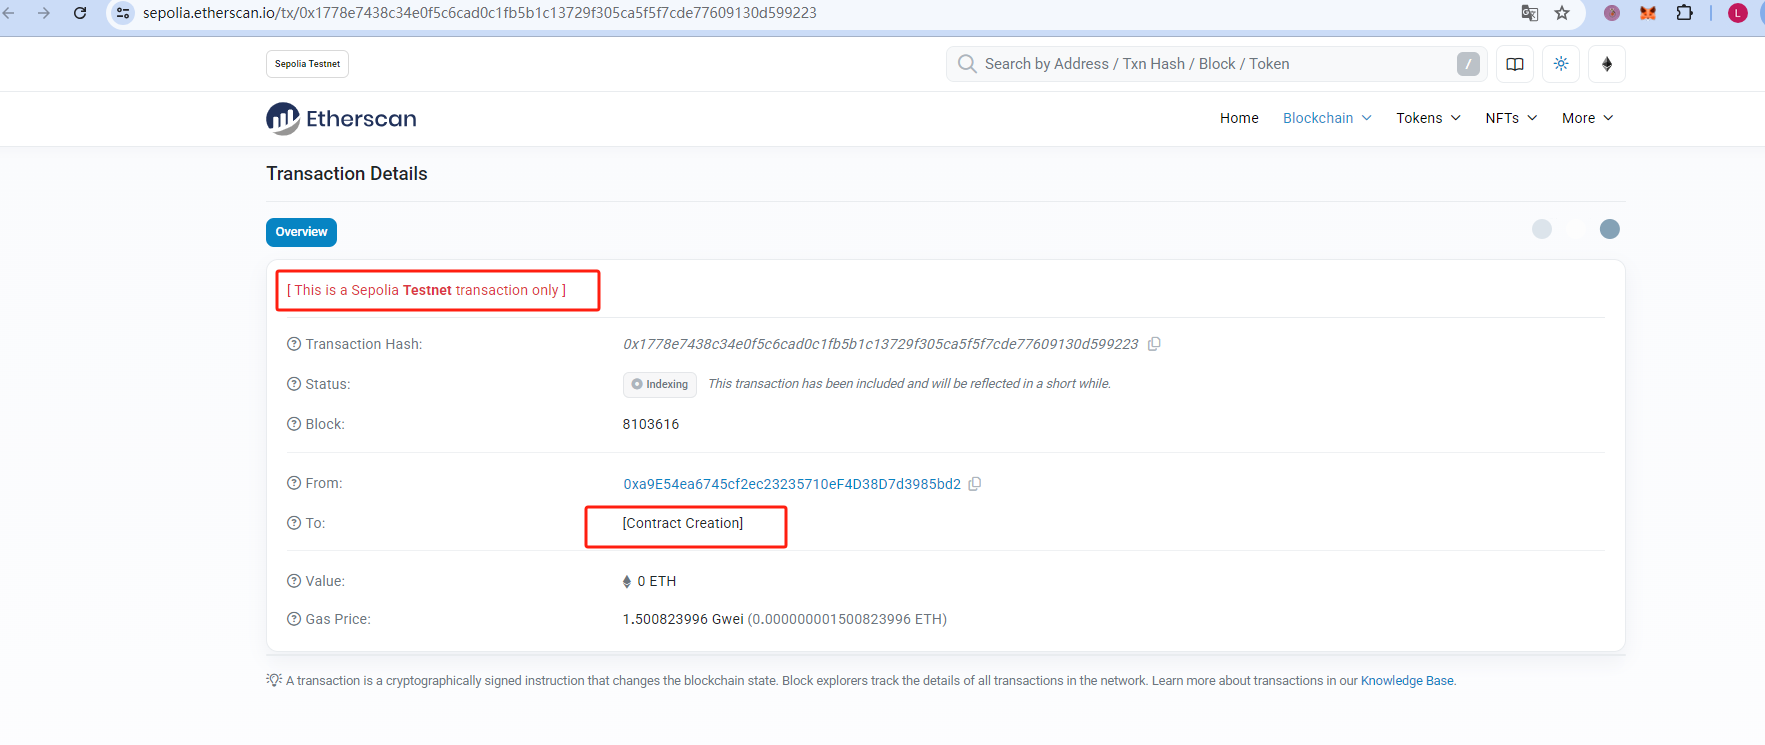 sepolia.etherscan.io/tx/0x1778e7438c34e0f5c6cad0c1fb5b1c13729f305ca5f5f7cde77609130d599223
L
Sepolia Testnet
Search by Address / Txn Hash / Block / Token
/
Etherscan
Home Blockchain Tokens NFTs More
Transaction Details
Overview
[ This is a Sepolia Testnet transaction only ]
Transaction Hash: 0x1778e7438c34e0f5c6cad0c1fb5b1c13729f305ca5f5f7cde77609130d599223
Status: Indexing This transaction has been included and will be reflected in a short while.
Block: 8103616
From: 0xa9E54ea6745cf2ec23235710eF4D38D7d3985bd2
To: [Contract Creation]
Value: 0 ETH
Gas Price: 1.500823996 Gwei (0.000000001500823996 ETH)
A transaction is a cryptographically signed instruction that changes the blockchain state. Block explorers track the details of all transactions in the network. Learn more about transactions in our Knowledge Base.